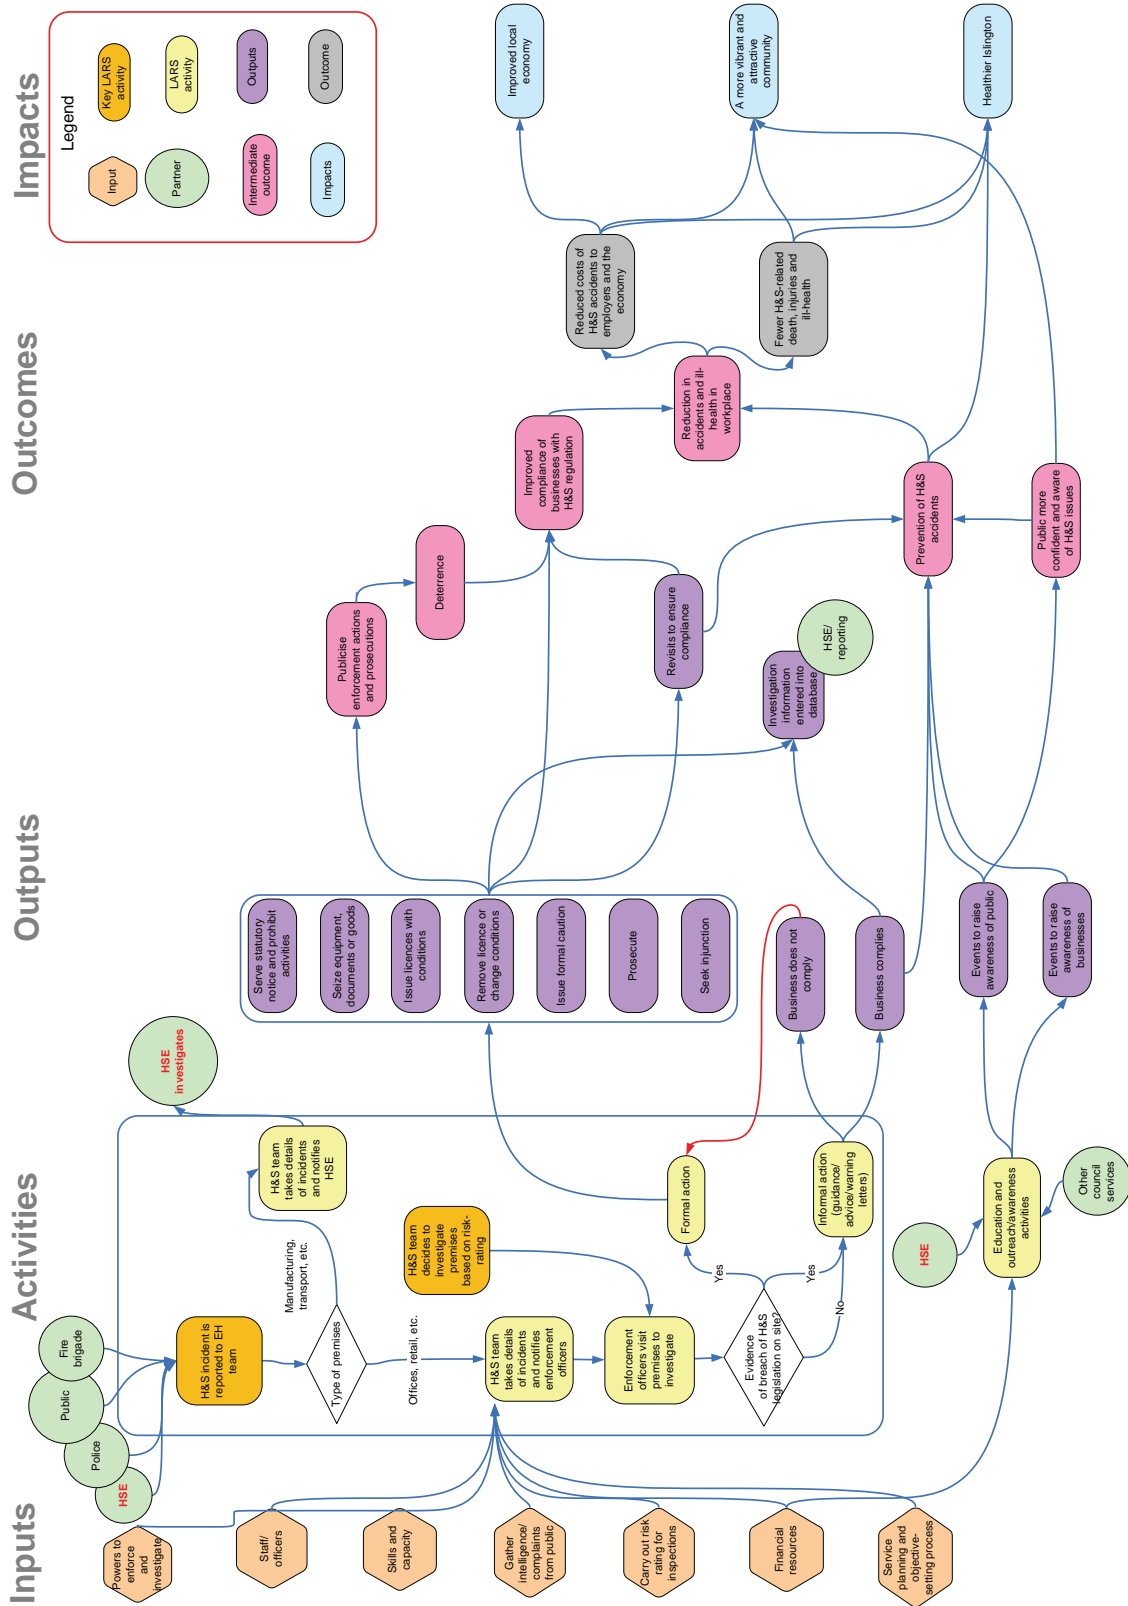 Inputs
Activities
Outputs
Outcomes
Impacts
Legend
Input
Key LARS
activity
Partner
LARS
activity
Intermediate
outcome
Outputs
Impacts
Outcome
Powers to
enforce
and
investigate
Staff/
officers
Skills and
capacity
Gather
intelligence/
complaints
from public
Carry out risk
rating for
inspections
Financial
resources
Service
planning and
objective-
setting process
HSE
Police
Public
Fire
brigade
H&S incident is
reported to EH
team
Type of premises
Manufacturing,
transport, etc.
Offices, retail, etc.
H&S team
takes details
of incidents
and notifies
HSE
HSE
investigates
H&S team
decides to
investigate
premises
based on risk-
rating
H&S team
takes details
of incidents
and notifies
enforcement
officers
Enforcement
officers visit
premises to
investigate
Evidence
of breach of H&S
legislation on site?
Yes
Yes
No
Formal action
Informal action
(guidance/
advice/warning
letters)
HSE
Education and
outreach/awareness
activities
Other
council
services
Serve statutory
notice and prohibit
activities
Seize equipment,
documents or goods
Issue licences with
conditions
Remove licence or
change conditions
Issue formal caution
Prosecute
Seek injunction
Business does not
comply
Business complies
Events to raise
awareness of public
Events to raise
awareness of
businesses
Publicise
enforcement actions
and prosecutions
Deterrence
Improved
compliance of
businesses with
H&S regulation
Revisits to ensure
compliance
Investigation
information
entered into
database
HSE/
reporting
Prevention of H&S
accidents
Public more
confident and aware
of H&S issues
Reduction in
accidents and ill-
health in
workplace
Reduced costs of
H&S accidents to
employers and the
economy
Fewer H&S-related
death, injuries and
ill-health
Improved local
economy
A more vibrant and
attractive
community
Healthier Islington